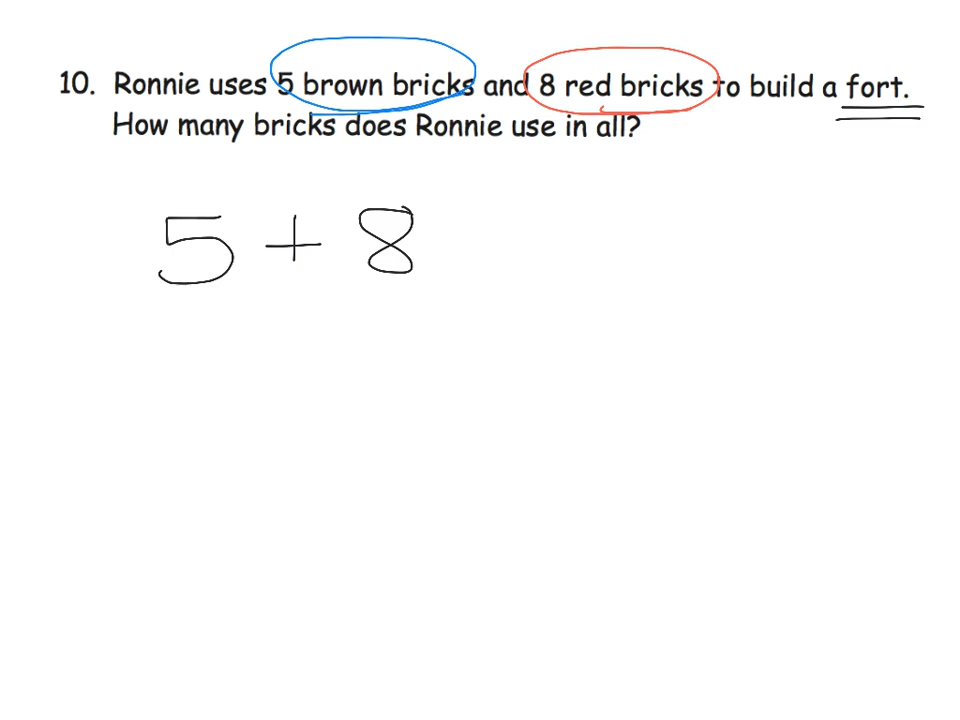 10. Ronnie uses 5 brown bricks and 8 red bricks to build a fort.
How many bricks does Ronnie use in all?
5 + 8